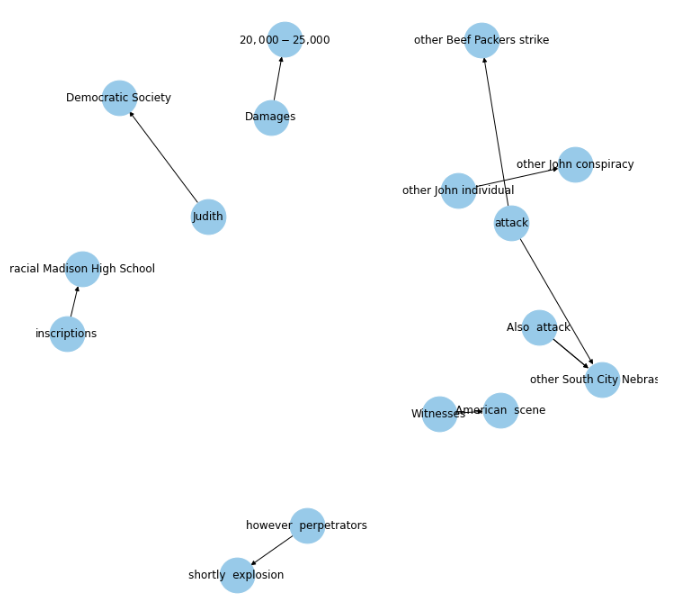 20,000-25,000
other Beef Packers strike
Democratic Society
Damages
other John conspiracy
other John individual
Judith
attack
racial Madison High School
Also  attack
inscriptions
other South City Nebras
American  scene
Witnesses
however  perpetrators
shortly  explosion